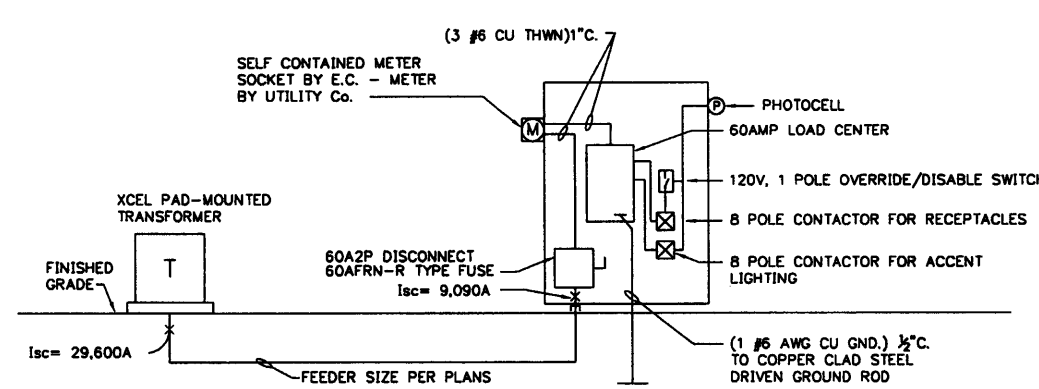 (3 #6 CU THWN)1"C.
SELF CONTAINED METER
SOCKET BY E.C. - METER
BY UTILITY Co.
M
P
PHOTOCELL
60AMP LOAD CENTER
120V, 1 POLE OVERRIDE/DISABLE SWITCH
8 POLE CONTACTOR FOR RECEPTACLES
8 POLE CONTACTOR FOR ACCENT
LIGHTING
XCEL PAD-MOUNTED
TRANSFORMER
T
60A2P DISCONNECT
60AFRN-R TYPE FUSE
Isc= 9,090A
FINISHED
GRADE
Isc= 29,600A
FEEDER SIZE PER PLANS
(1 #6 AWG CU GND.) ½"C.
TO COPPER CLAD STEEL
DRIVEN GROUND ROD